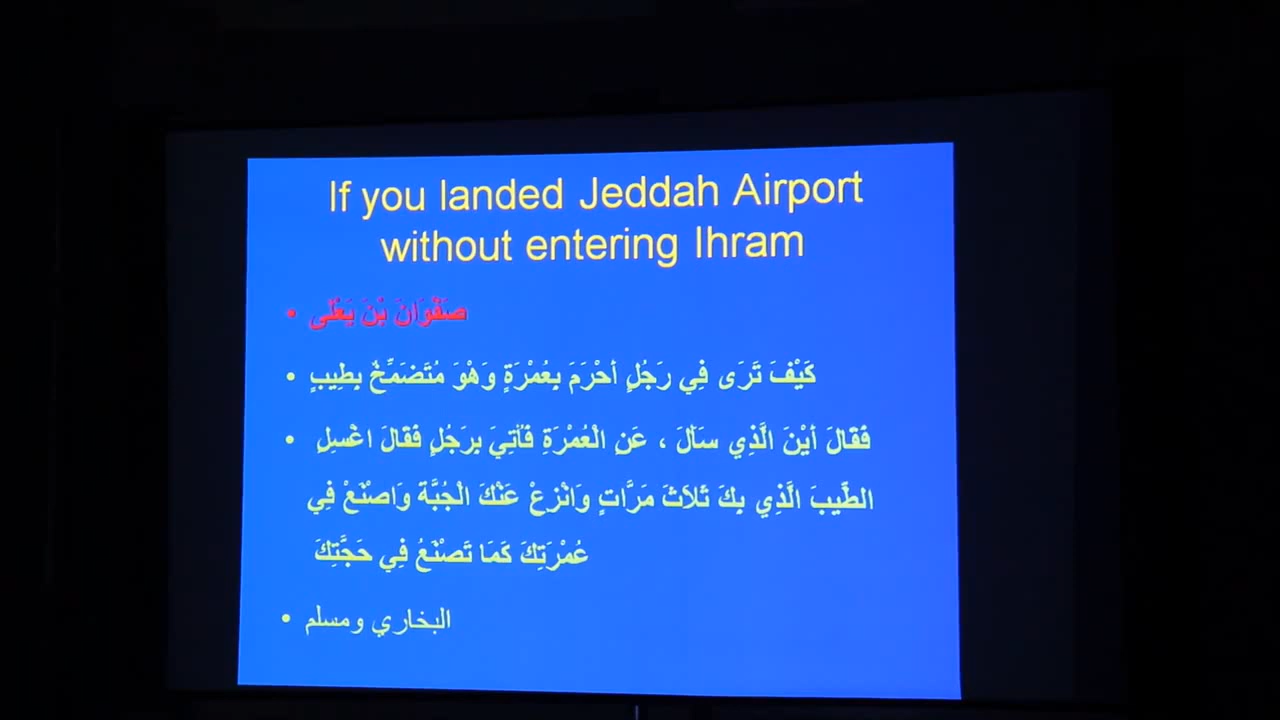 If you landed Jeddah Airport
without entering Ihram
• صَفْوَانَ بْنَ يَعْلَى
• كَيْفَ تَرَى فِي رَجُلٍ أَحْرَمَ بِعُمْرَةٍ وَهْوَ مُتَضَمِّخٌ بِطِيبٍ
• فَقَالَ أَيْنَ الَّذِي سَأَلَ ، عَنِ الْعُمْرَةِ فَأُتِيَ بِرَجُلٍ فَقَالَ اغْسِلِ
الطِّيبَ الَّذِي بِكَ ثَلَاثَ مَرَّاتٍ وَانْزِعْ عَنْكَ الْجُبَّةَ وَاصْنَعْ فِي
عُمْرَتِكَ كَمَا تَصْنَعُ فِي حَجَّتِكَ
• البخاري ومسلم